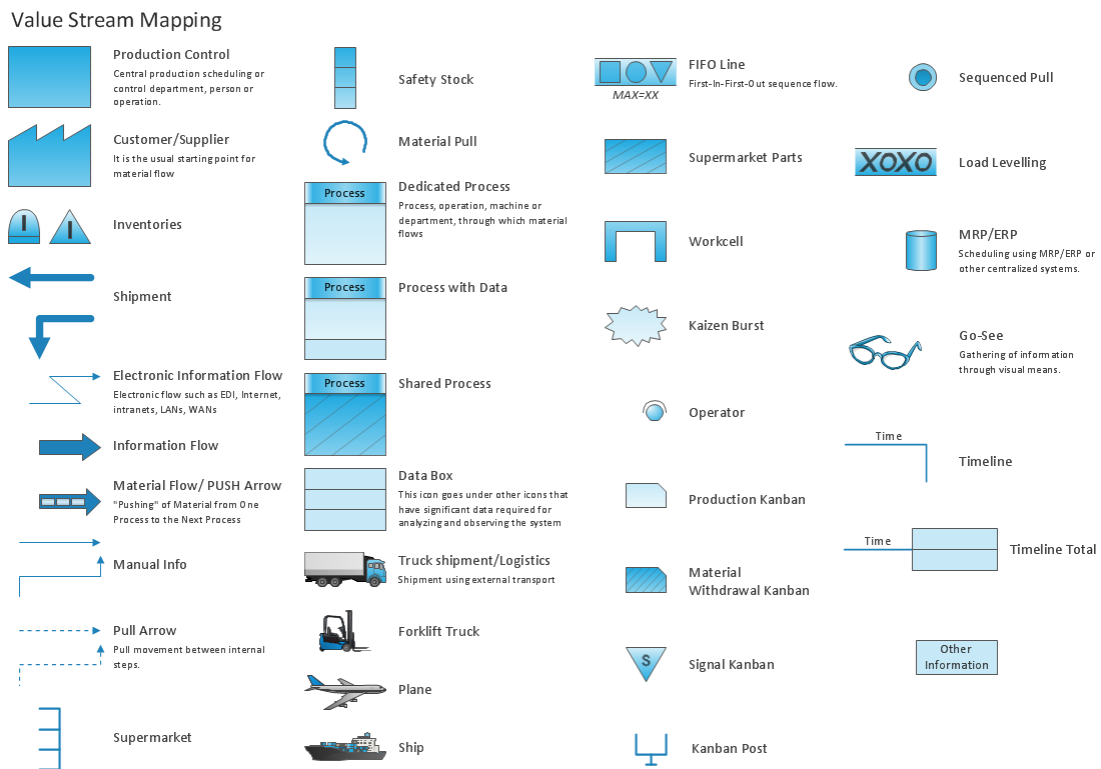 Value Stream Mapping
Production Control
Central production scheduling or
control department, person or
operation.
Customer/Supplier
It is the usual starting point for
material flow
I
I
Inventories
Shipment
Electronic Information Flow
Electronic flow such as EDI, Internet,
intranets, LANs, WANs
Information Flow
Material Flow/ PUSH Arrow
"Pushing" of Material from One
Process to the Next Process
Manual Info
Pull Arrow
Pull movement between internal
steps.
Supermarket
Safety Stock
Material Pull
Process
Dedicated Process
Process, operation, machine or
department, through which material
flows
Process
Process with Data
Process
Shared Process
Data Box
This icon goes under other icons that
have significant data required for
analyzing and observing the system
Truck shipment/Logistics
Shipment using external transport
Forklift Truck
Plane
Ship
MAX=XX
FIFO Line
First-In-First-Out sequence flow.
Supermarket Parts
Workcell
Kaizen Burst
Operator
Production Kanban
Material
Withdrawal Kanban
S
Signal Kanban
Kanban Post
Sequenced Pull
XOXO
Load Levelling
MRP/ERP
Scheduling using MRP/ERP or
other centralized systems.
Go-See
Gathering of information
through visual means.
Time
Timeline
Time
Timeline Total
Other
Information